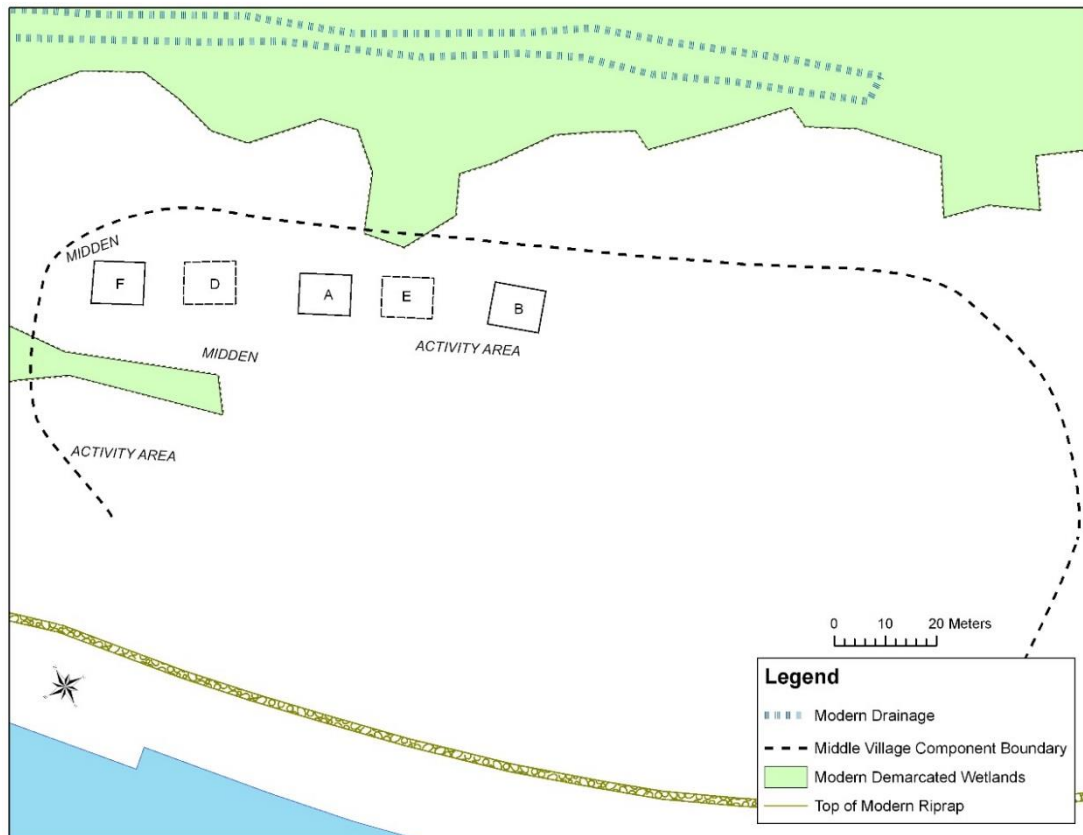 MIDDEN
F
D
A
E
B
MIDDEN
ACTIVITY AREA
ACTIVITY AREA
0 10 20 Meters
Legend
Modern Drainage
Middle Village Component Boundary
Modern Demarcated Wetlands
Top of Modern Riprap